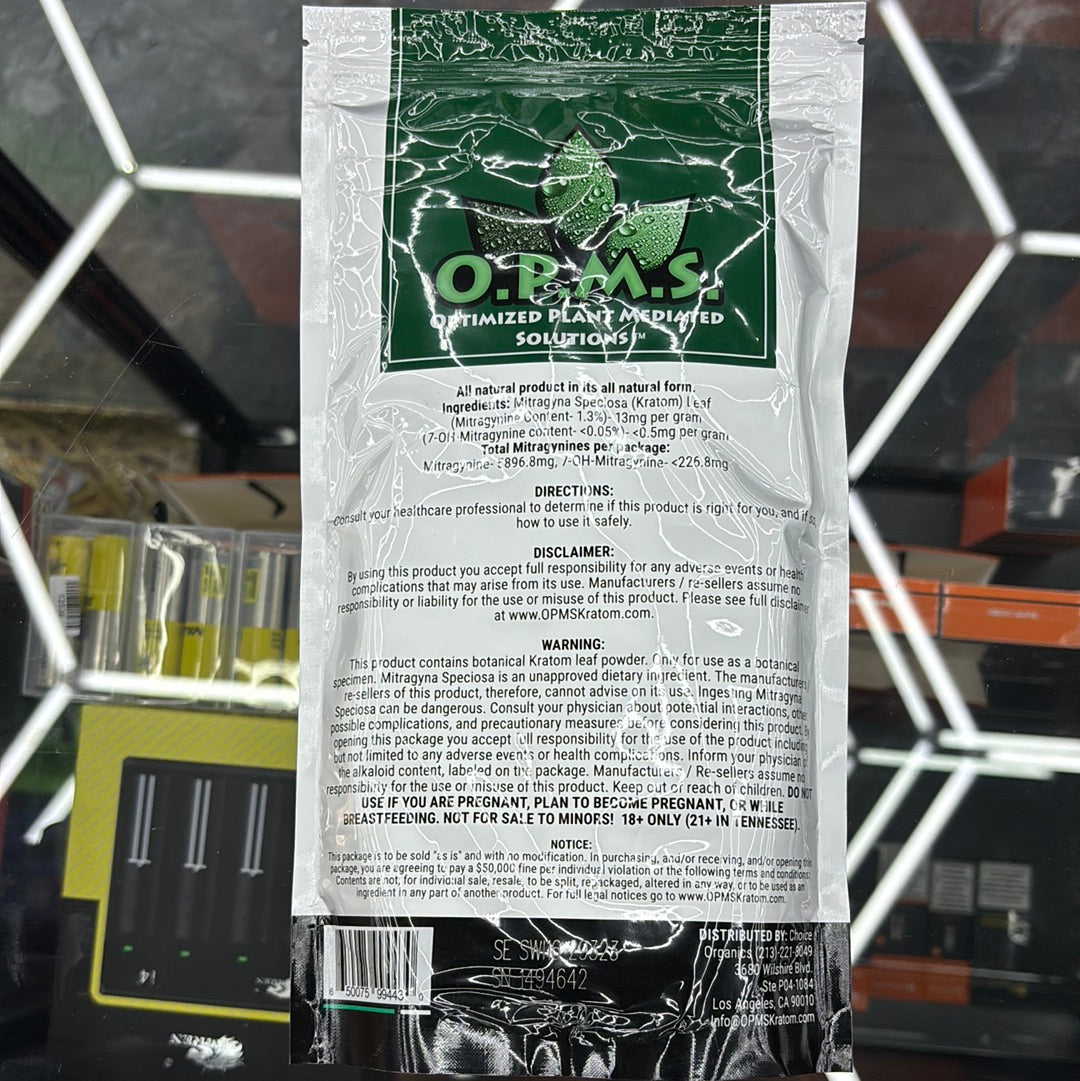 O.P.M.S.
OPTIMIZED PLANT MEDIATED
SOLUTIONS™
All natural product in its all natural form.
Ingredients: Mitragyna Speciosa (Kratom) Leaf
(Mitragynine Content- 1.3%)- 13mg per gram
(7-OH-Mitragynine content- <0.05%)- <0.5mg per gram
Total Mitragynines per package:
Mitragynine- 5896.8mg, 7-OH-Mitragynine- <226.8mg
DIRECTIONS:
Consult your healthcare professional to determine if this product is right for you, and if so,
how to use it safely.
DISCLAIMER:
By using this product you accept full responsibility for any adverse events or health
complications that may arise from its use. Manufacturers / re-sellers assume no
responsibility or liability for the use or misuse of this product. Please see full disclaimer
at www.OPMSKratom.com.
WARNING:
This product contains botanical Kratom leaf powder. Only for use as a botanical
specimen. Mitragyna Speciosa is an unapproved dietary ingredient. The manufacturers/
re-sellers of this product, therefore, cannot advise on its use. Ingesting Mitragyna
Speciosa can be dangerous. Consult your physician about potential interactions, other
possible complications, and precautionary measures before considering this product. By
opening this package you accept full responsibility for the use of the product including
but not limited to any adverse events or health complications. Inform your physician of
the alkaloid content, labeled on this package. Manufacturers / Re-sellers assume no
responsibility for the use or misuse of this product. Keep out of reach of children. DO NOT
USE IF YOU ARE PREGNANT, PLAN TO BECOME PREGNANT, OR WHILE
BREASTFEEDING. NOT FOR SALE TO MINORS! 18+ ONLY (21+ IN TENNESSEE).
NOTICE:
This package is to be sold "as is" and with no modification. In purchasing, and/or receiving, and/or opening this
package, you are agreeing to pay a $50,000 fine per individual violation of the following terms and conditions:
Contents are not, for individual sale, resale, to be split, repackaged, altered in any way, or to be used as an
ingredient in any part of another product. For full legal notices go to www.OPMSKratom.com.
DISTRIBUTED BY: Choice
Organics (213)-221-8049
3680 Wilshire Blvd.
Ste P04-1084
Los Angeles, CA 90010
Info@OPMSKratom.com
SE
SN 1494642
6 50075 99443 0